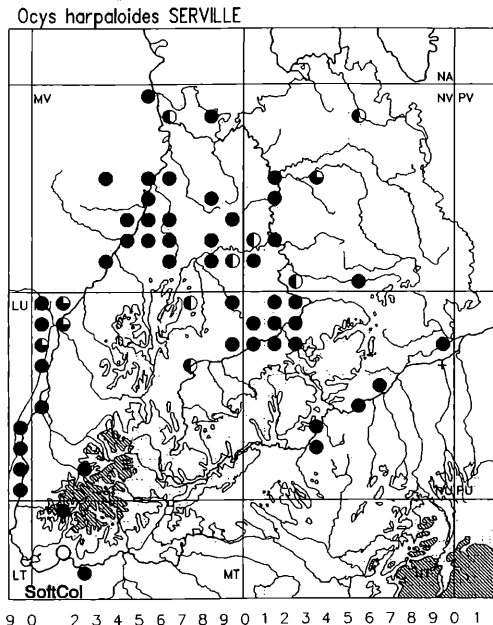 Ocys harpaloides SERVILLE
NA
MV
NV PV
LU
NU PU
LT
MT
SoftCol
9 0 2 3 4 5 6 7 8 9 0 1 2 3 4 5 6 7 8 9 0 1